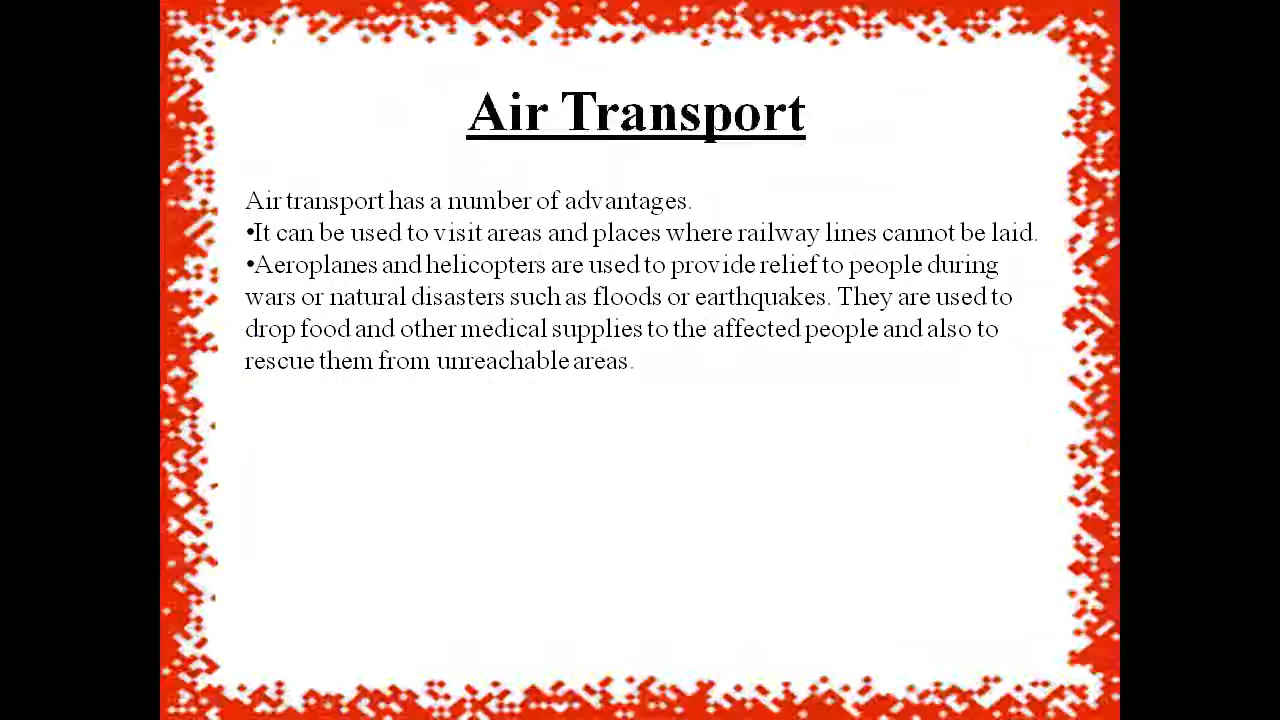 Air Transport
Air transport has a number of advantages.
•It can be used to visit areas and places where railway lines cannot be laid.
•Aeroplanes and helicopters are used to provide relief to people during
wars or natural disasters such as floods or earthquakes. They are used to
drop food and other medical supplies to the affected people and also to
rescue them from unreachable areas.